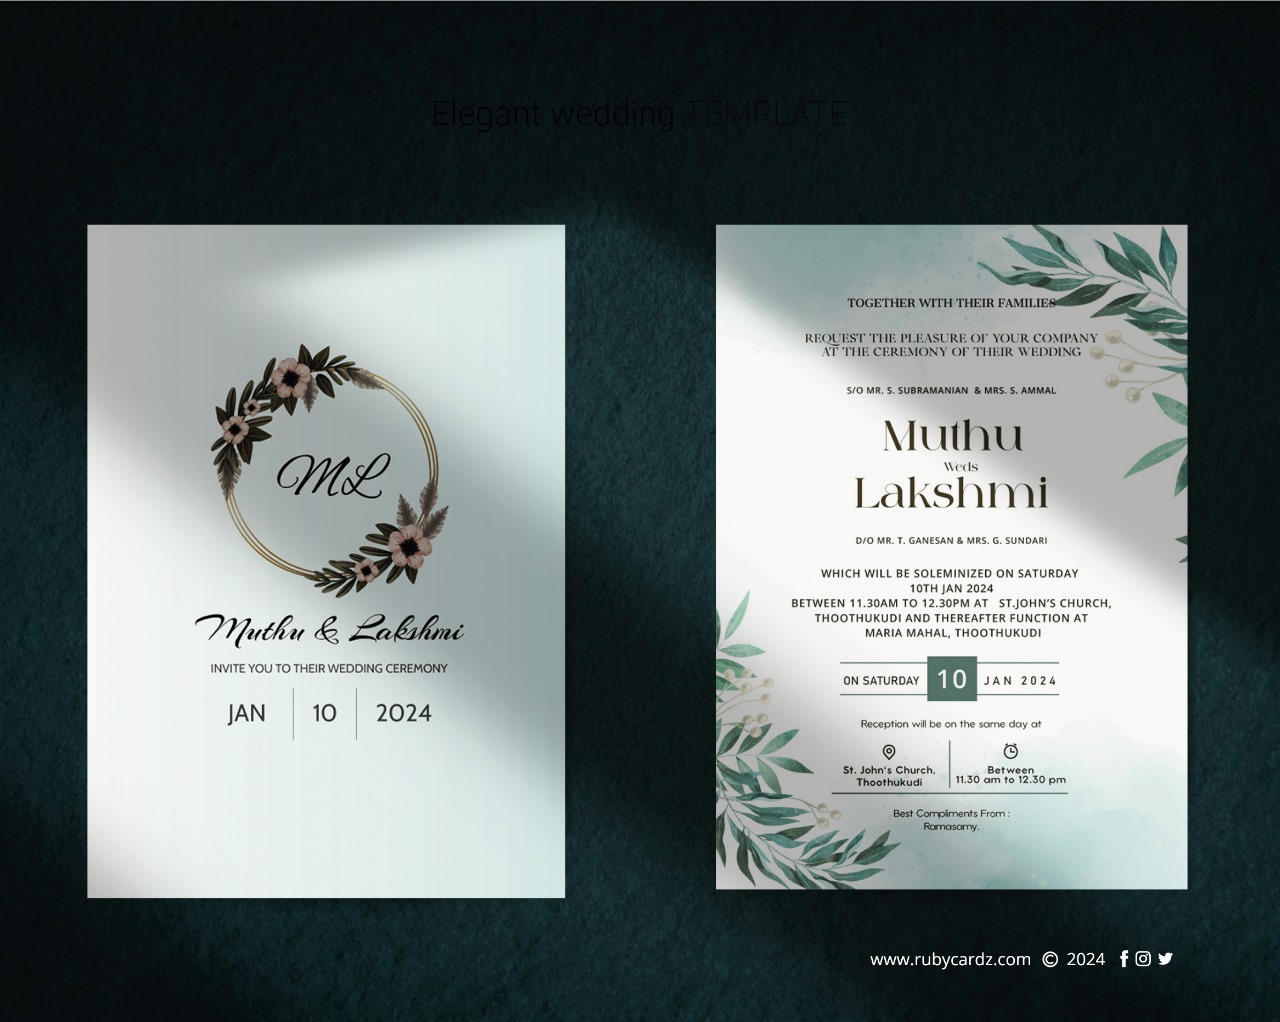 Elegant wedding TEMPLATE
ML
Muthu & Lakshmi
INVITE YOU TO THEIR WEDDING CEREMONY
JAN 10 2024
TOGETHER WITH THEIR FAMILIES
REQUEST THE PLEASURE OF YOUR COMPANY
AT THE CEREMONY OF THEIR WEDDING
S/O MR. S. SUBRAMANIAN & MRS. S. AMMAL
Muthu
Weds
Lakshmi
D/O MR. T. GANESAN & MRS. G. SUNDARI
WHICH WILL BE SOLEMINIZED ON SATURDAY
10TH JAN 2024
BETWEEN 11.30AM TO 12.30PM AT ST.JOHN'S CHURCH,
THOOTHUKUDI AND THEREAFTER FUNCTION AT
MARIA MAHAL, THOOTHUKUDI
ON SATURDAY 10 JAN 2024
Reception will be on the same day at
St. John's Church,
Thoothukudi
Between
11.30 am to 12.30 pm
Best Compliments From :
Ramasamy.
www.rubycardz.com © 2024